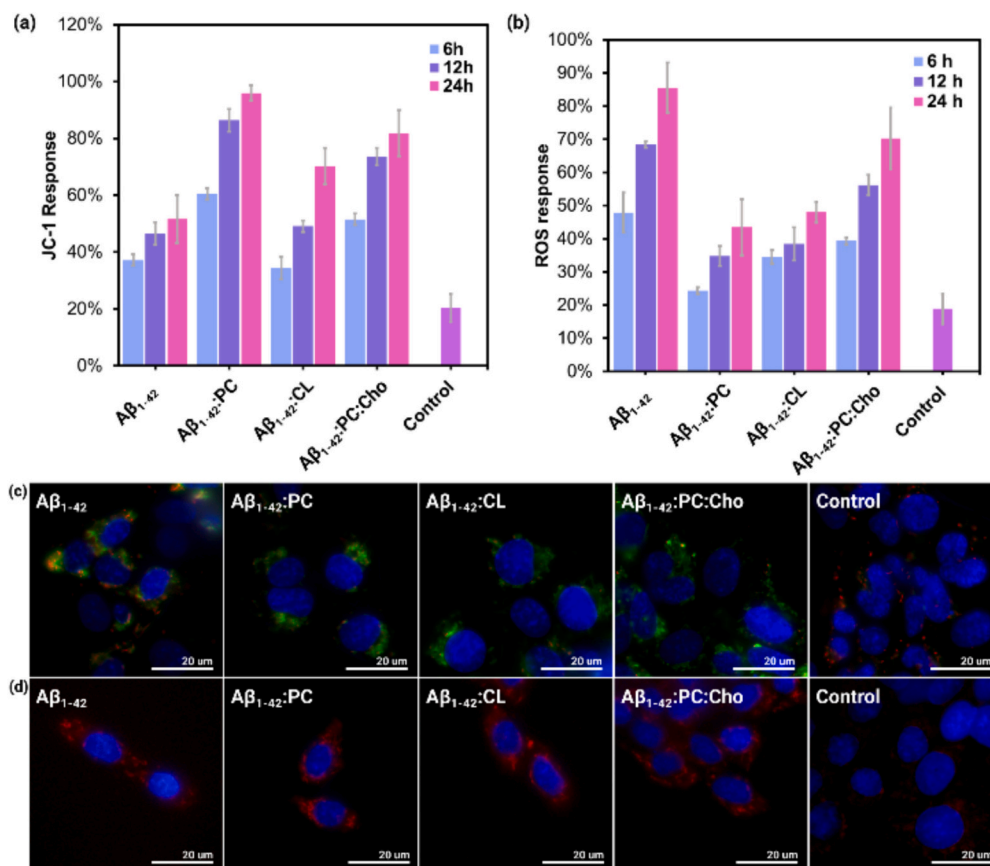 (a)
120%
100%
80%
60%
40%
20%
0%
JC-1 Response
6h
12h
24h
Aβ₁₋₄₂
Aβ₁₋₄₂:PC
Aβ₁₋₄₂:CL
Aβ₁₋₄₂:PC:Cho
Control
(b)
100%
90%
80%
70%
60%
50%
40%
30%
20%
10%
0%
ROS response
6 h
12 h
24 h
Aβ₁₋₄₂
Aβ₁₋₄₂:PC
Aβ₁₋₄₂:CL
Aβ₁₋₄₂:PC:Cho
Control
(c)
Aβ₁₋₄₂
Aβ₁₋₄₂:PC
Aβ₁₋₄₂:CL
Aβ₁₋₄₂:PC:Cho
Control
20 um
20 um
20 um
20 um
20 um
(d)
Aβ₁₋₄₂
Aβ₁₋₄₂:PC
Aβ₁₋₄₂:CL
Aβ₁₋₄₂:PC:Cho
Control
20 um
20 um
20 um
20 um
20 um